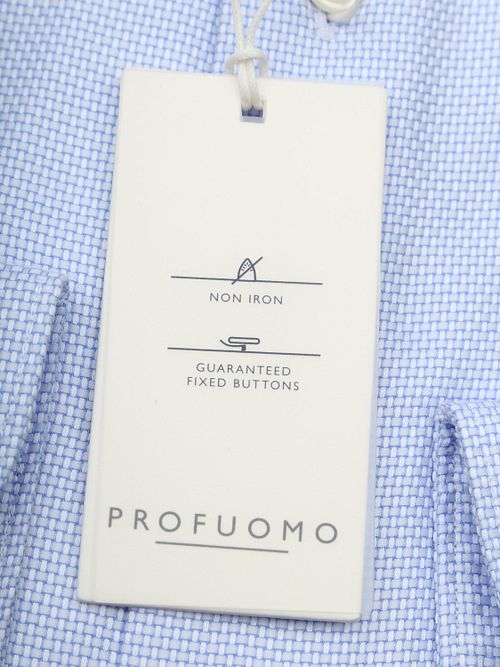 NON IRON
GUARANTEED
FIXED BUTTONS
PROFUOMO